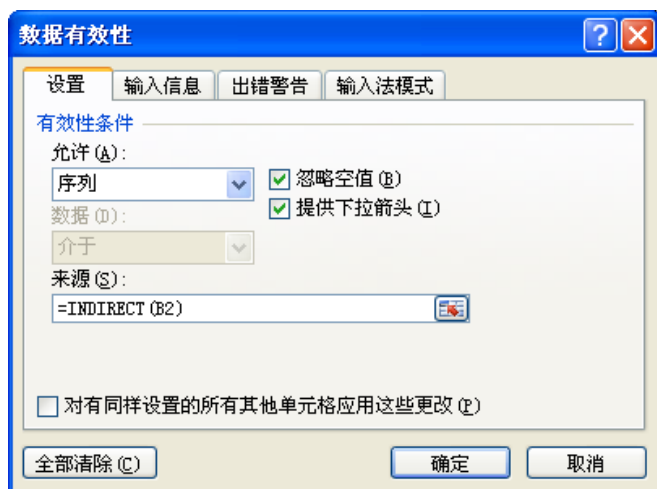 数据有效性
设置 输入信息 出错警告 输入法模式
有效性条件
允许(A):
序列 忽略空值(B)
数据(D): 提供下拉箭头(I)
介于
来源(S):
=INDIRECT(B2)
对有同样设置的所有其他单元格应用这些更改(P)
全部清除(C) 确定 取消